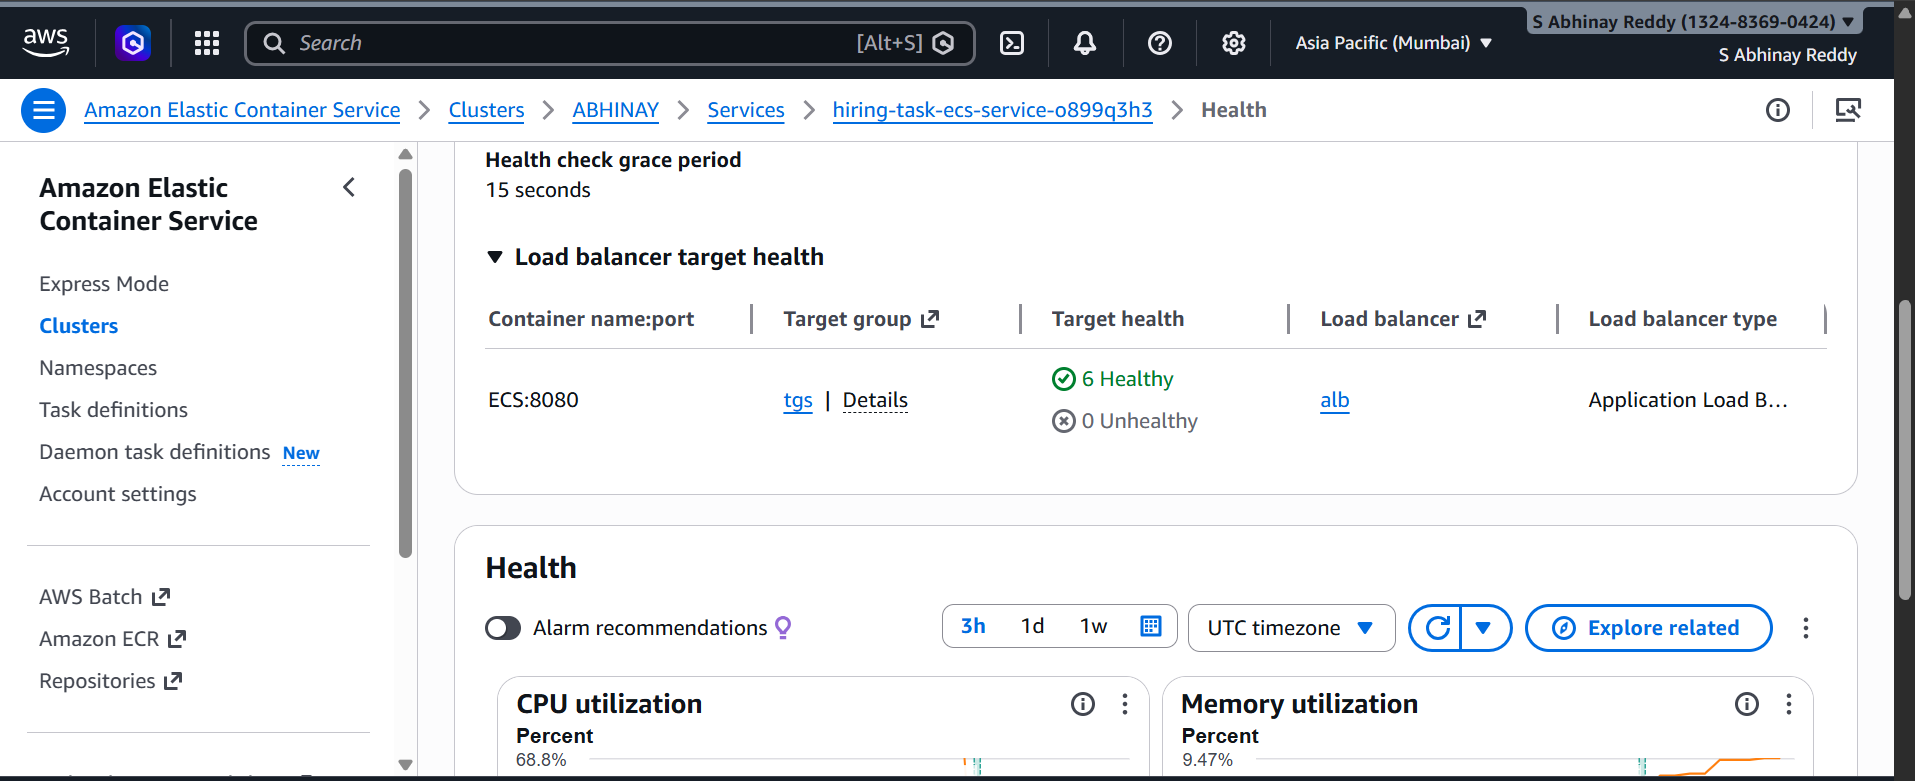 aws
Search
[Alt+S]
Asia Pacific (Mumbai)
S Abhinay Reddy (1324-8369-0424)
S Abhinay Reddy
Amazon Elastic Container Service
Clusters
ABHINAY
Services
hiring-task-ecs-service-o899q3h3
Health
Amazon Elastic
Container Service
Express Mode
Clusters
Namespaces
Task definitions
Daemon task definitions New
Account settings
AWS Batch
Amazon ECR
Repositories
Health check grace period
15 seconds
Load balancer target health
Container name:port
Target group
Target health
Load balancer
Load balancer type
ECS:8080
tgs | Details
6 Healthy
0 Unhealthy
alb
Application Load B…
Health
Alarm recommendations
3h 1d 1w
UTC timezone
Explore related
CPU utilization
Percent
68.8%
Memory utilization
Percent
9.47%